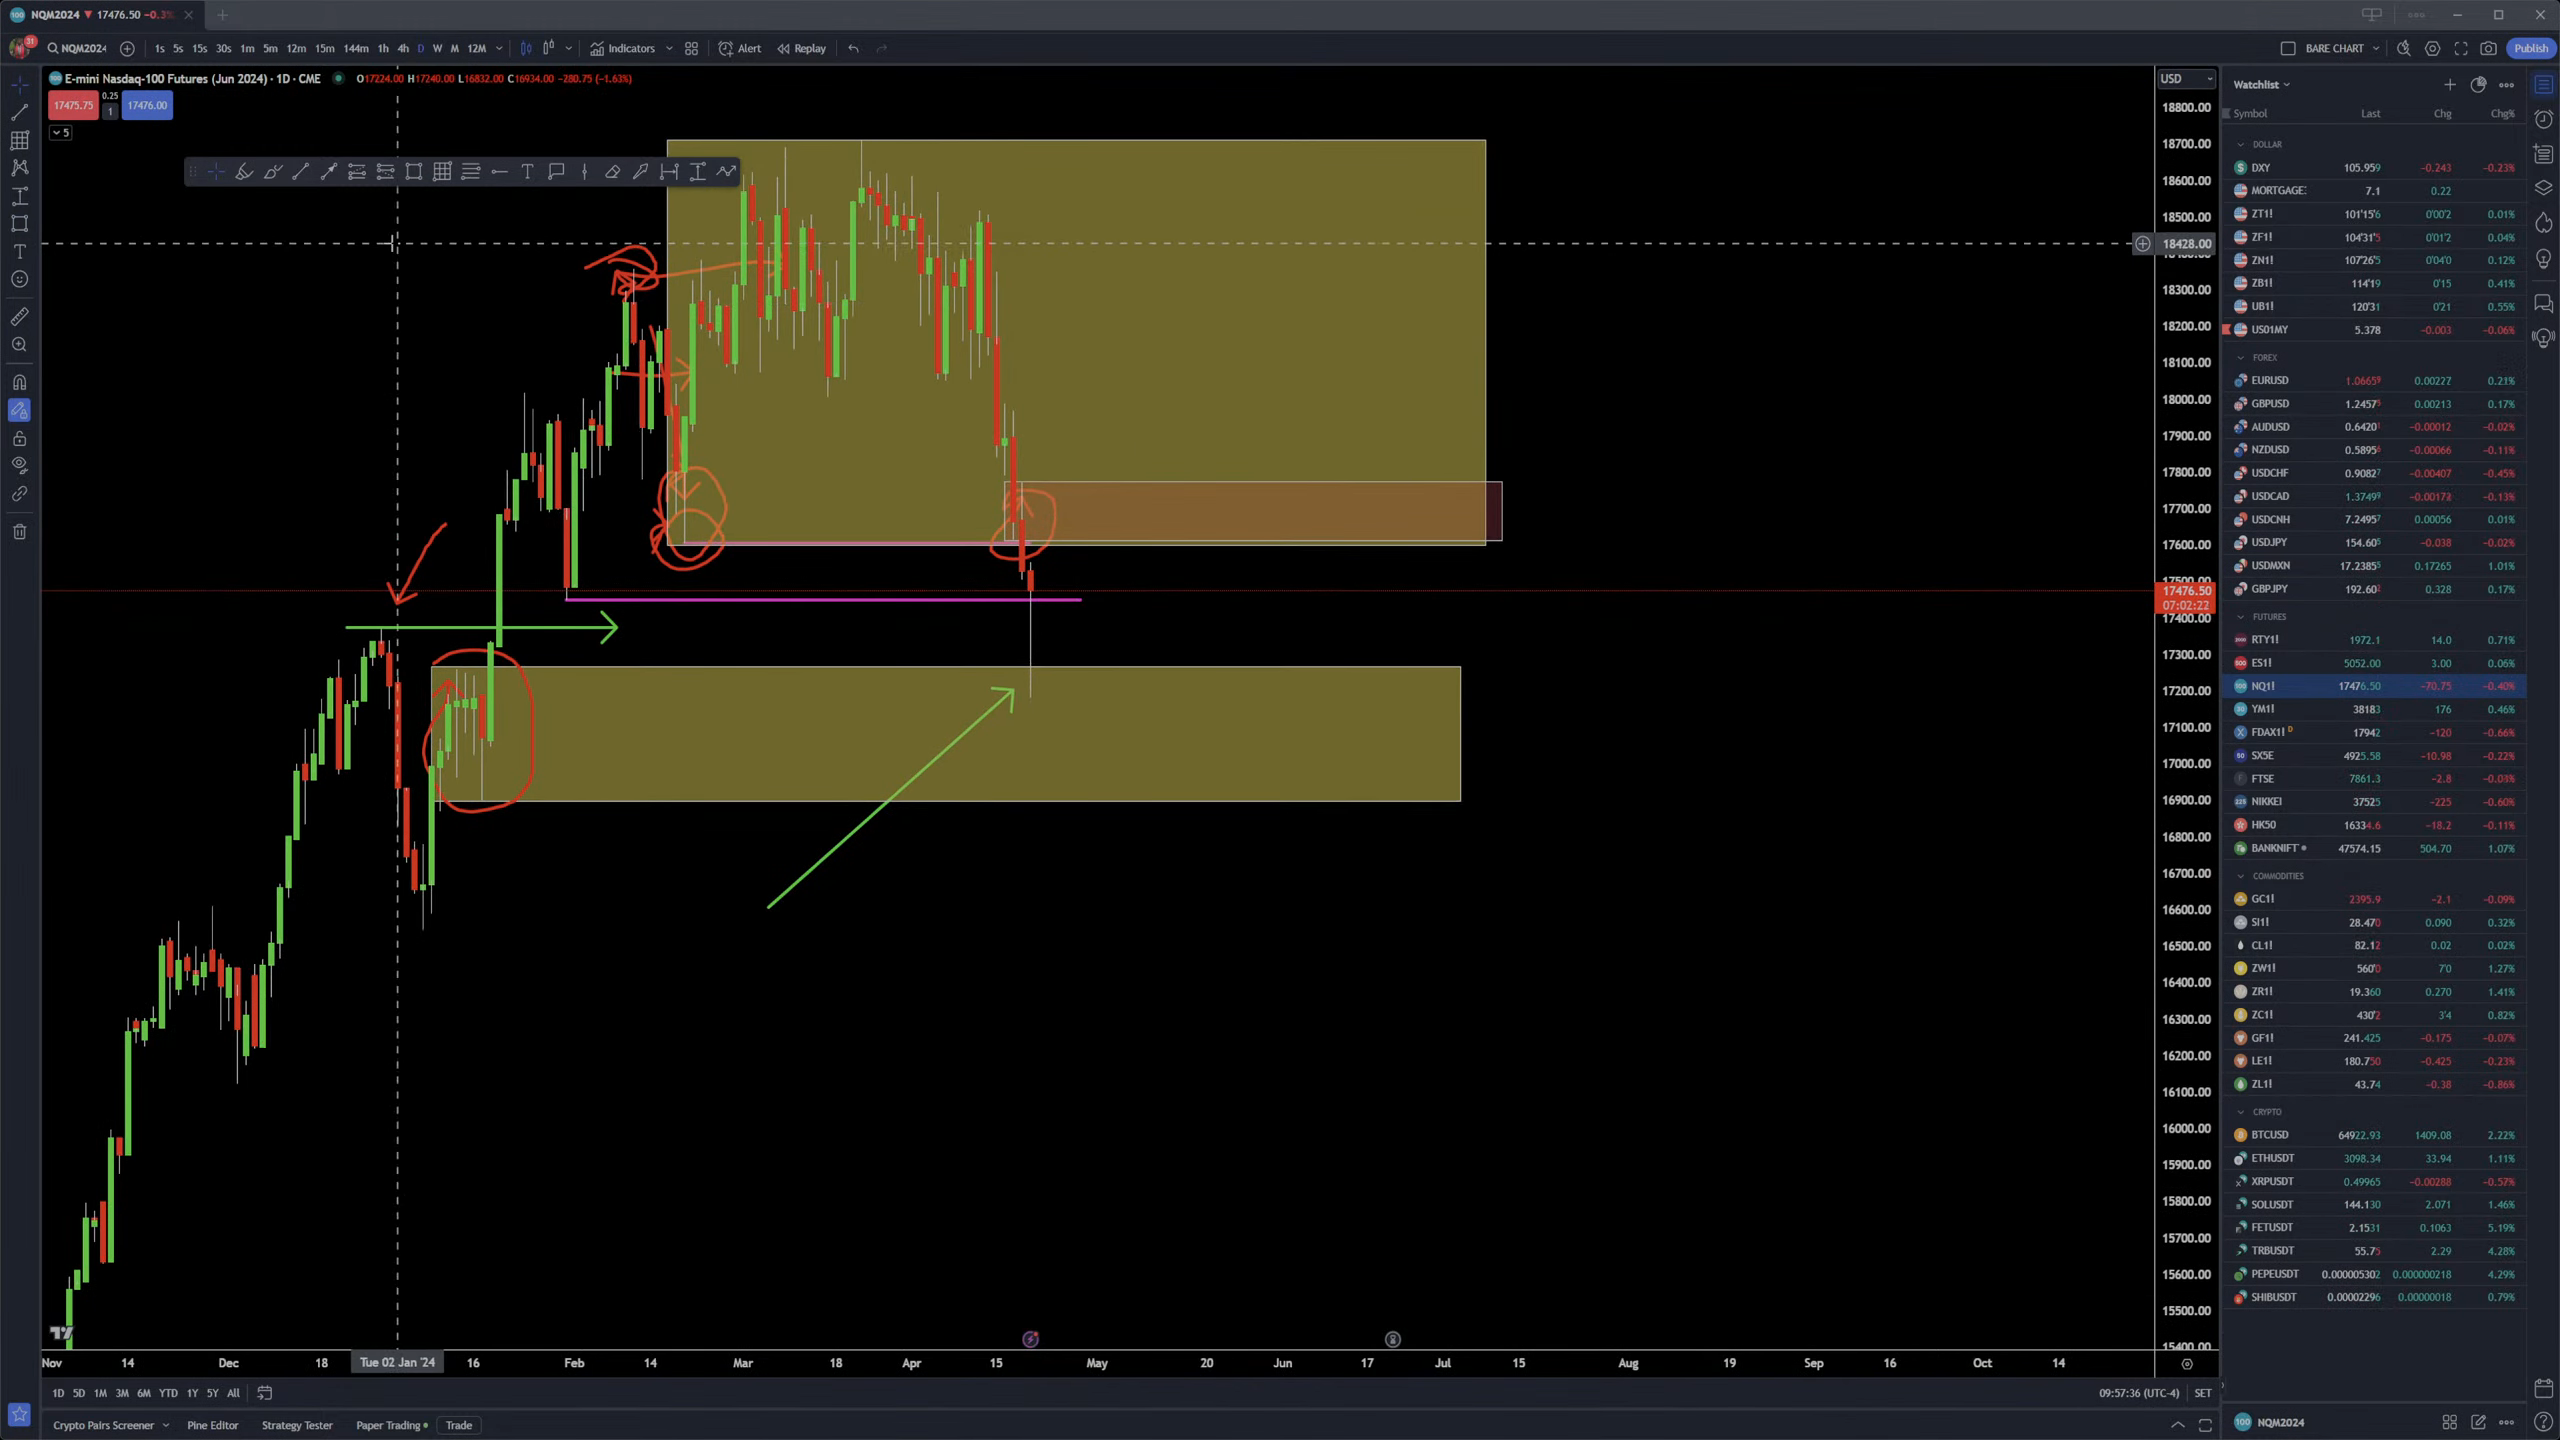 NQM2024 ▼ 17476.50 −0.3%
31 NQM2024 1s 5s 15s 30s 1m 5m 12m 15m 144m 1h 4h D W M 12M Indicators Alert Replay BARE CHART Publish
E-mini Nasdaq-100 Futures (Jun 2024) · 1D · CME O17224.00 H17240.00 L16832.00 C16934.00 −280.75 (−1.63%)
17475.75 0.25 1 17476.00
5
USD
18800.00
18700.00
18600.00
18500.00
18428.00
18300.00
18200.00
18100.00
18000.00
17900.00
17800.00
17700.00
17600.00
17500.00
17476.50
07:02:22
17400.00
17300.00
17200.00
17100.00
17000.00
16900.00
16800.00
16700.00
16600.00
16500.00
16400.00
16300.00
16200.00
16100.00
16000.00
15900.00
15800.00
15700.00
15600.00
15500.00
15400.00
Nov 14 Dec 18 Tue 02 Jan '24 16 Feb 14 Mar 18 Apr 15 May 20 Jun 17 Jul 15 Aug 19 Sep 16 Oct 14
1D 5D 1M 3M 6M YTD 1Y 5Y All 09:57:36 (UTC-4) SET
Crypto Pairs Screener Pine Editor Strategy Tester Paper Trading Trade
Watchlist
Symbol Last Chg Chg%
DOLLAR
DXY 105.959 −0.243 −0.23%
MORTGAGE: 7.1 0.22
ZT1! 101'15'6 0'00'2 0.01%
ZF1! 104'31'5 0'01'2 0.04%
ZN1! 107'26'5 0'04'0 0.12%
ZB1! 114'19 0'15 0.41%
UB1! 120'31 0'21 0.55%
US01MY 5.378 −0.003 −0.06%
FOREX
EURUSD 1.06659 0.00227 0.21%
GBPUSD 1.2457 0.00213 0.17%
AUDUSD 0.6420 −0.00012 −0.02%
NZDUSD 0.5895 −0.00066 −0.11%
USDCHF 0.9082 −0.00407 −0.45%
USDCAD 1.3749 −0.00172 −0.13%
USDCNH 7.2495 0.00056 0.01%
USDJPY 154.60 −0.038 −0.02%
USDMXN 17.2385 0.17265 1.01%
GBPJPY 192.60 0.328 0.17%
FUTURES
RTY1! 1972.1 14.0 0.71%
ES1! 5052.00 3.00 0.06%
NQ1! 17476.50 −70.75 −0.40%
YM1! 38183 176 0.46%
FDAX1! D 17942 −120 −0.66%
SX5E 4925.58 −10.98 −0.22%
FTSE 7861.3 −2.8 −0.03%
NIKKEI 37525 −225 −0.60%
HK50 16334.6 −18.2 −0.11%
BANKNIFT 47574.15 504.70 1.07%
COMMODITIES
GC1! 2395.9 −2.1 −0.09%
SI1! 28.470 0.090 0.32%
CL1! 82.12 0.02 0.02%
ZW1! 560'0 7'0 1.27%
ZR1! 19.360 0.270 1.41%
ZC1! 430'2 3'4 0.82%
GF1! 241.425 −0.175 −0.07%
LE1! 180.750 −0.425 −0.23%
ZL1! 43.74 −0.38 −0.86%
CRYPTO
BTCUSD 64922.93 1409.08 2.22%
ETHUSDT 3098.34 33.94 1.11%
XRPUSDT 0.49965 −0.00288 −0.57%
SOLUSDT 144.130 2.071 1.46%
FETUSDT 2.1531 0.1063 5.19%
TRBUSDT 55.75 2.29 4.28%
PEPEUSDT 0.000005302 0.000000218 4.29%
SHIBUSDT 0.00002296 0.00000018 0.79%
NQM2024